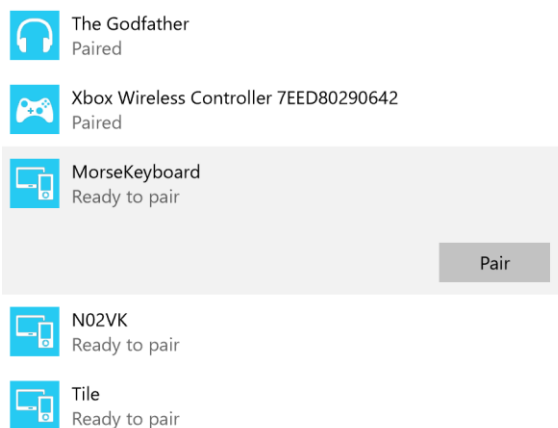 The Godfather
Paired
Xbox Wireless Controller 7EED80290642
Paired
MorseKeyboard
Ready to pair
Pair
N02VK
Ready to pair
Tile
Ready to pair